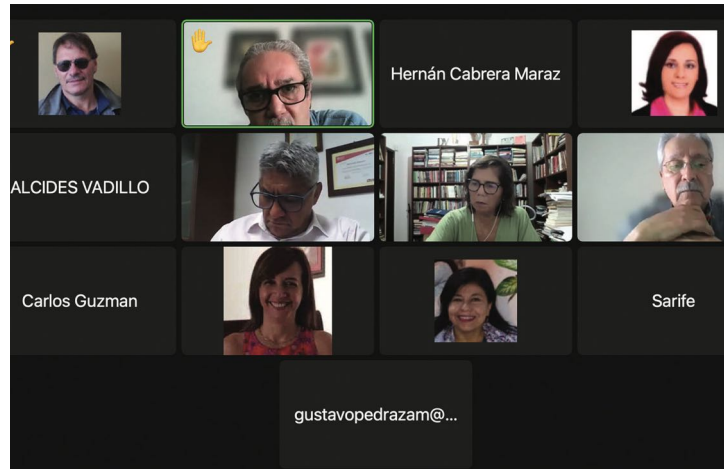 Hernán Cabrera Maraz
ALCIDES VADILLO
Carlos Guzman
Sarife
gustavopedrazam@...